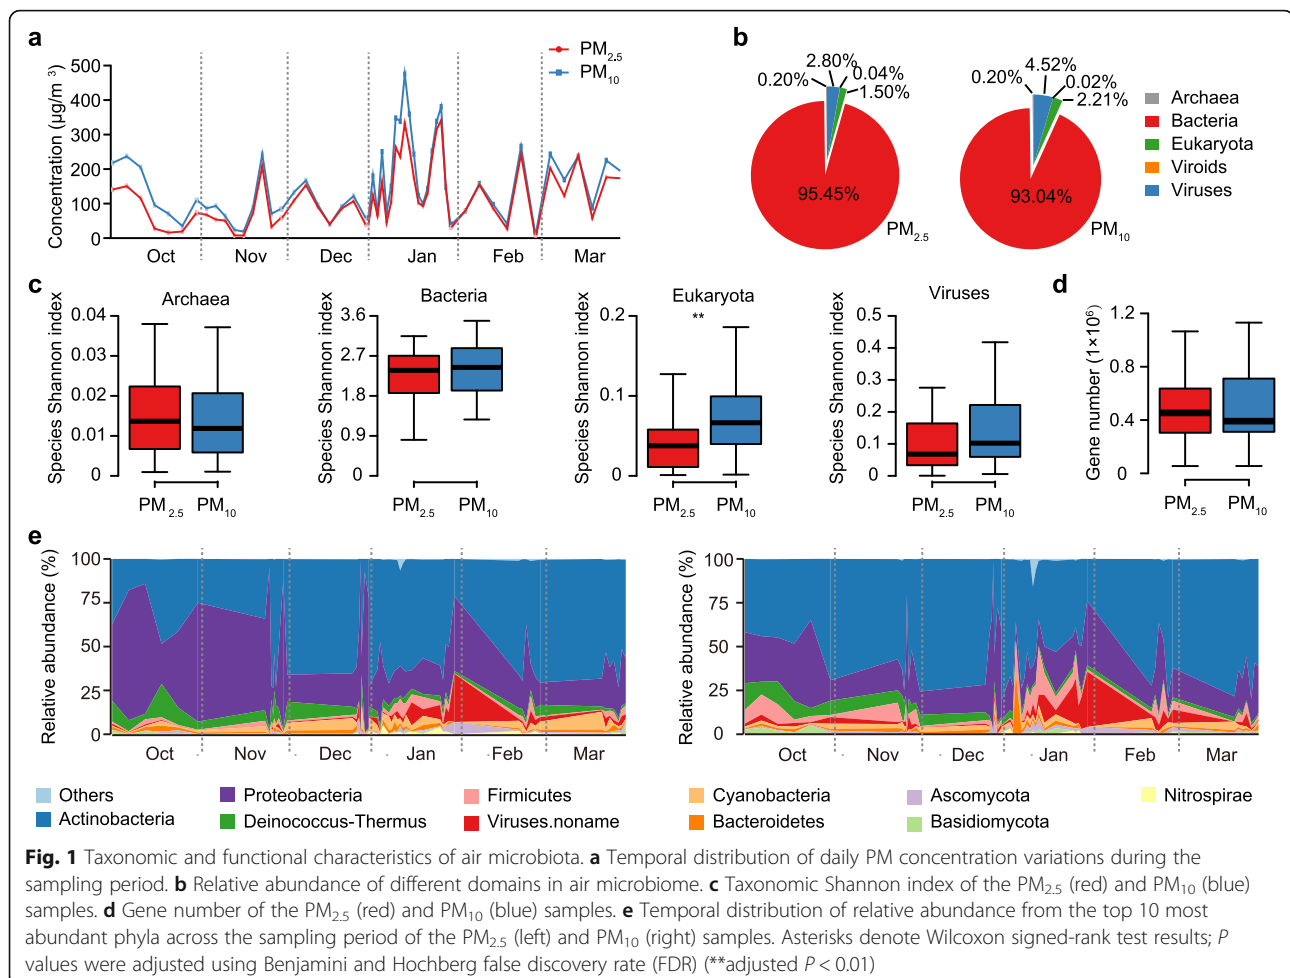 a
PM2.5
PM10
Concentration (µg/m 3)
500
400
300
200
100
0
Oct
Nov
Dec
Jan
Feb
Mar
b
0.20%
2.80%
0.04%
1.50%
95.45%
PM2.5
0.20%
4.52%
0.02%
2.21%
93.04%
PM10
Archaea
Bacteria
Eukaryota
Viroids
Viruses
c
Archaea
Species Shannon index
0.04
0.03
0.02
0.01
0
PM 2.5
PM10
Bacteria
Species Shannon index
3.6
2.7
1.8
0.9
0
PM2.5
PM10
Eukaryota
**
Species Shannon index
0.2
0.1
0
PM2.5
PM10
Viruses
Species Shannon index
0.5
0.4
0.3
0.2
0.1
0
PM2.5
PM10
d
Gene number (1×10⁶)
1.2
0.8
0.4
0
PM2.5
PM10
e
Relative abundance (%)
100
75
50
25
0
Oct
Nov
Dec
Jan
Feb
Mar
Relative abundance (%)
100
75
50
25
0
Oct
Nov
Dec
Jan
Feb
Mar
Others
Proteobacteria
Firmicutes
Cyanobacteria
Ascomycota
Nitrospirae
Actinobacteria
Deinococcus-Thermus
Viruses.noname
Bacteroidetes
Basidiomycota
Fig. 1 Taxonomic and functional characteristics of air microbiota. a Temporal distribution of daily PM concentration variations during the
sampling period. b Relative abundance of different domains in air microbiome. c Taxonomic Shannon index of the PM2.5 (red) and PM10 (blue)
samples. d Gene number of the PM2.5 (red) and PM10 (blue) samples. e Temporal distribution of relative abundance from the top 10 most
abundant phyla across the sampling period of the PM2.5 (left) and PM10 (right) samples. Asterisks denote Wilcoxon signed-rank test results; P
values were adjusted using Benjamini and Hochberg false discovery rate (FDR) (**adjusted P < 0.01)